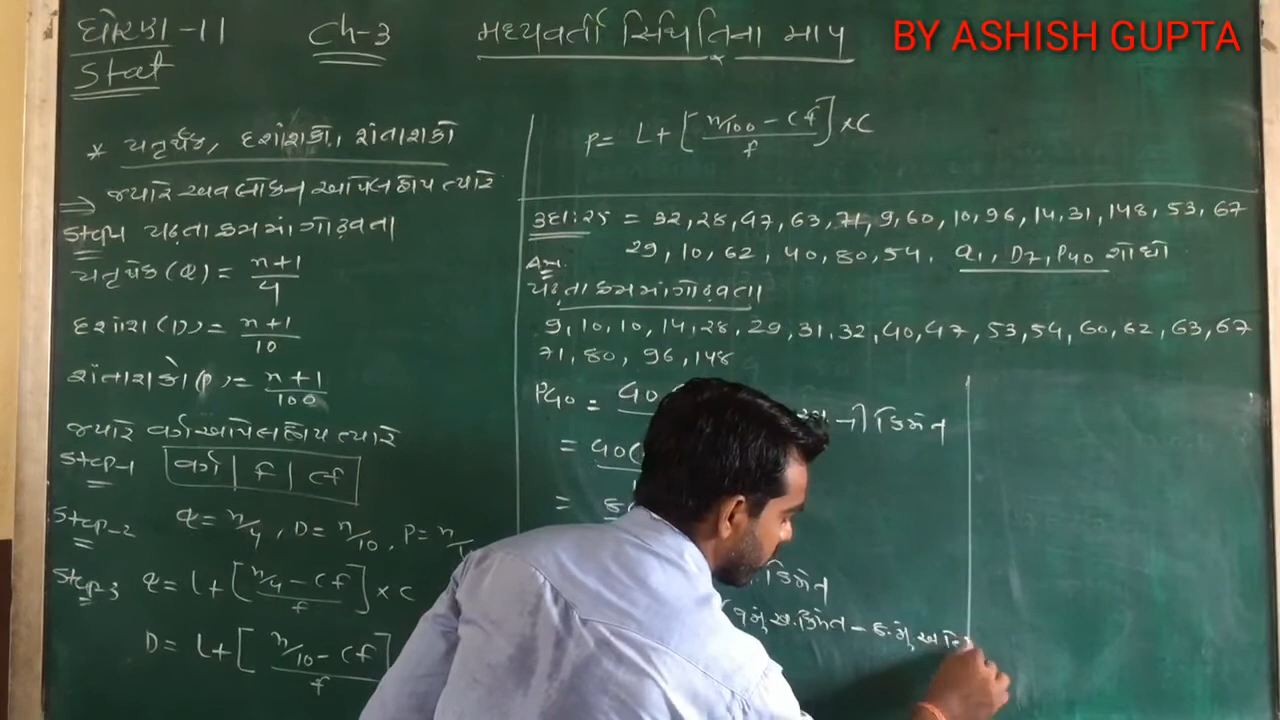 ધોરણ-11 Ch-3 મધ્યવર્તી સ્થિતિના માપ
BY ASHISH GUPTA
Stat
* ચતુર્થક, દશાંશકો, શતાંશકો
⇒ જ્યારે અવલોકન આપેલ હોય ત્યારે
Step-1 ચઢતા ક્રમમાં ગોઠવતા
ચતુર્થક (Q) = n+1/4
દશાંશ (D) = n+1/10
શતાંશકો (P) = n+1/100
જ્યારે વર્ગ આપેલ હોય ત્યારે
Step-1 વર્ગ | f | cf
Step-2 Q = n/4, D = n/10, P = n/1
Step-3 Q = L + [n/4 - cf / f] × C
D = L + [n/10 - cf / f]
P = L + [n/100 - cf / f] × C
ઉદા:25 = 32, 28, 47, 63, 71, 9, 60, 10, 96, 14, 31, 148, 53, 67
29, 10, 62, 40, 80, 54. Q1, D7, P40 શોધો
Ans.
ચઢતા ક્રમમાં ગોઠવતા
9, 10, 10, 14, 28, 29, 31, 32, 40, 47, 53, 54, 60, 62, 63, 67
71, 80, 96, 148
P40 = 40 ની કિંમત
= 40(
=
કિંમત